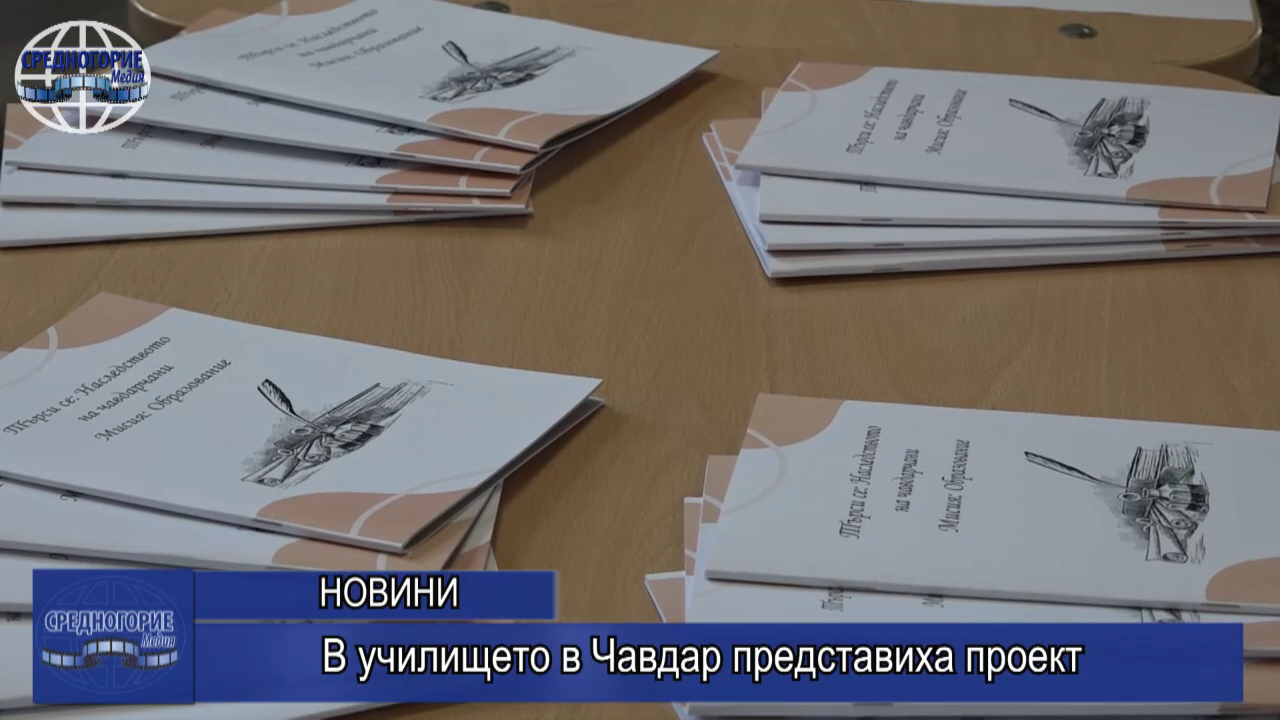 СРЕДНОГОРИЕ
Медия
Търси се: Наследството
на чавдарчани
Мисия: Образование
Търси се: Наследството
на чавдарчани
Мисия: Образование
Търси се: Наследството
на чавдарчани
Мисия: Образование
Търси се: Наследството
на чавдарчани
Мисия: Образование
СРЕДНОГОРИЕ
Медия
НОВИНИ
В училището в Чавдар представиха проект